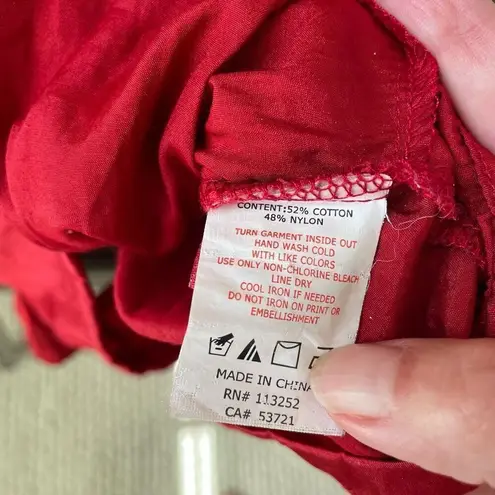 CONTENT:52% COTTON
48% NYLON
TURN GARMENT INSIDE OUT
HAND WASH COLD
WITH LIKE COLORS
USE ONLY NON-CHLORINE BLEACH
LINE DRY
COOL IRON IF NEEDED
DO NOT IRON ON PRINT OR
EMBELLISHMENT
MADE IN CHINA
RN# 113252
CA# 53721